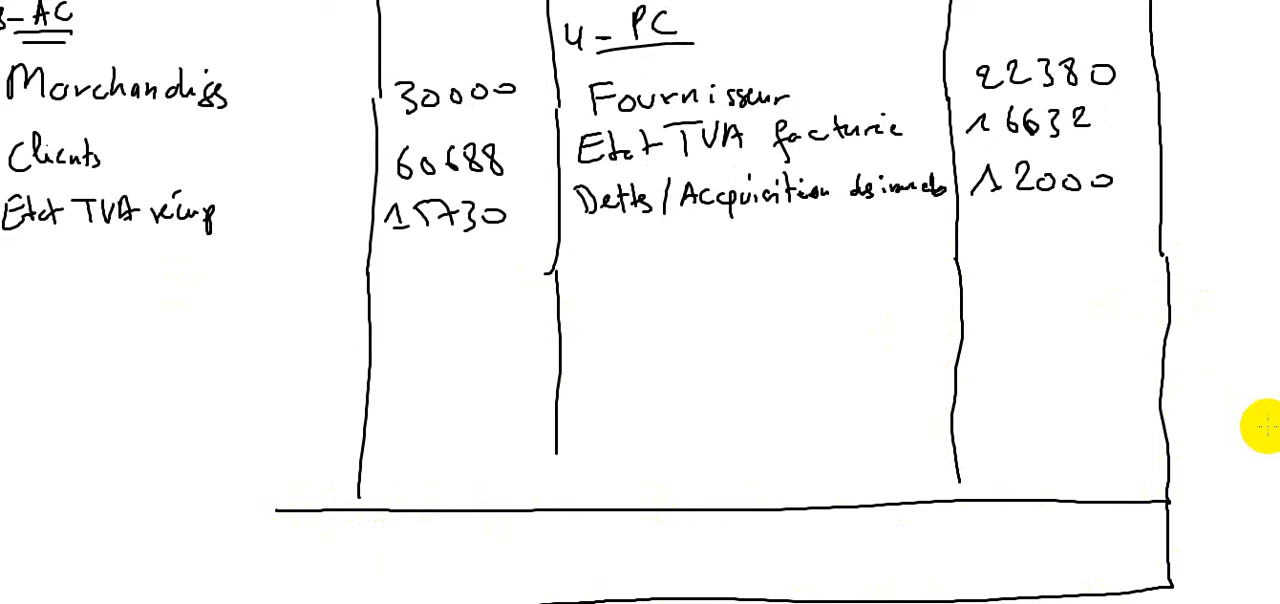 3-AC
Marchandises
30000
Clients
60688
Etat TVA récup
15730
4- PC
Fournisseur
22380
Etat TVA facturée
16632
Dettes/Acquisition des immob
12000